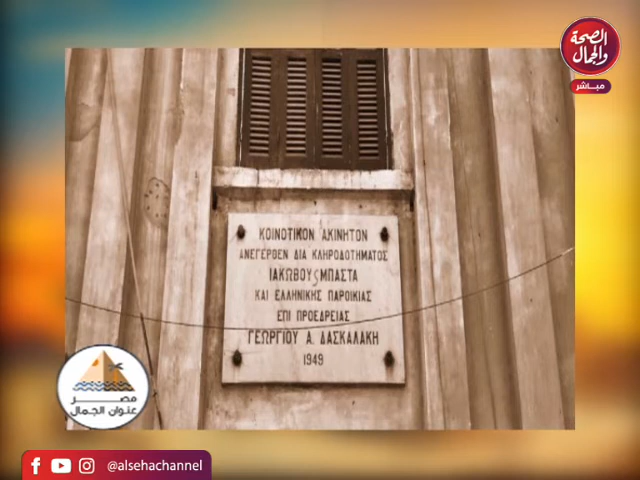 الصحة
والجمال
مباشر
ΚΟΙΝΟΤΙΚΟΝ ΑΚΙΝΗΤΟΝ
ΑΝΕΓΕΡΘΕΝ ΔΙΑ ΚΛΗΡΟΔΟΤΗΜΑΤΟΣ
ΙΑΚΩΒΟΥ ΜΠΑΣΤΑ
ΚΑΙ ΕΛΛΗΝΙΚΗΣ ΠΑΡΟΙΚΙΑΣ
ΕΠΙ ΠΡΟΕΔΡΕΙΑΣ
ΓΕΩΡΓΙΟΥ Α. ΔΑΣΚΑΛΑΚΗ
1949
مصر
عنوان الجمال
@alsehachannel